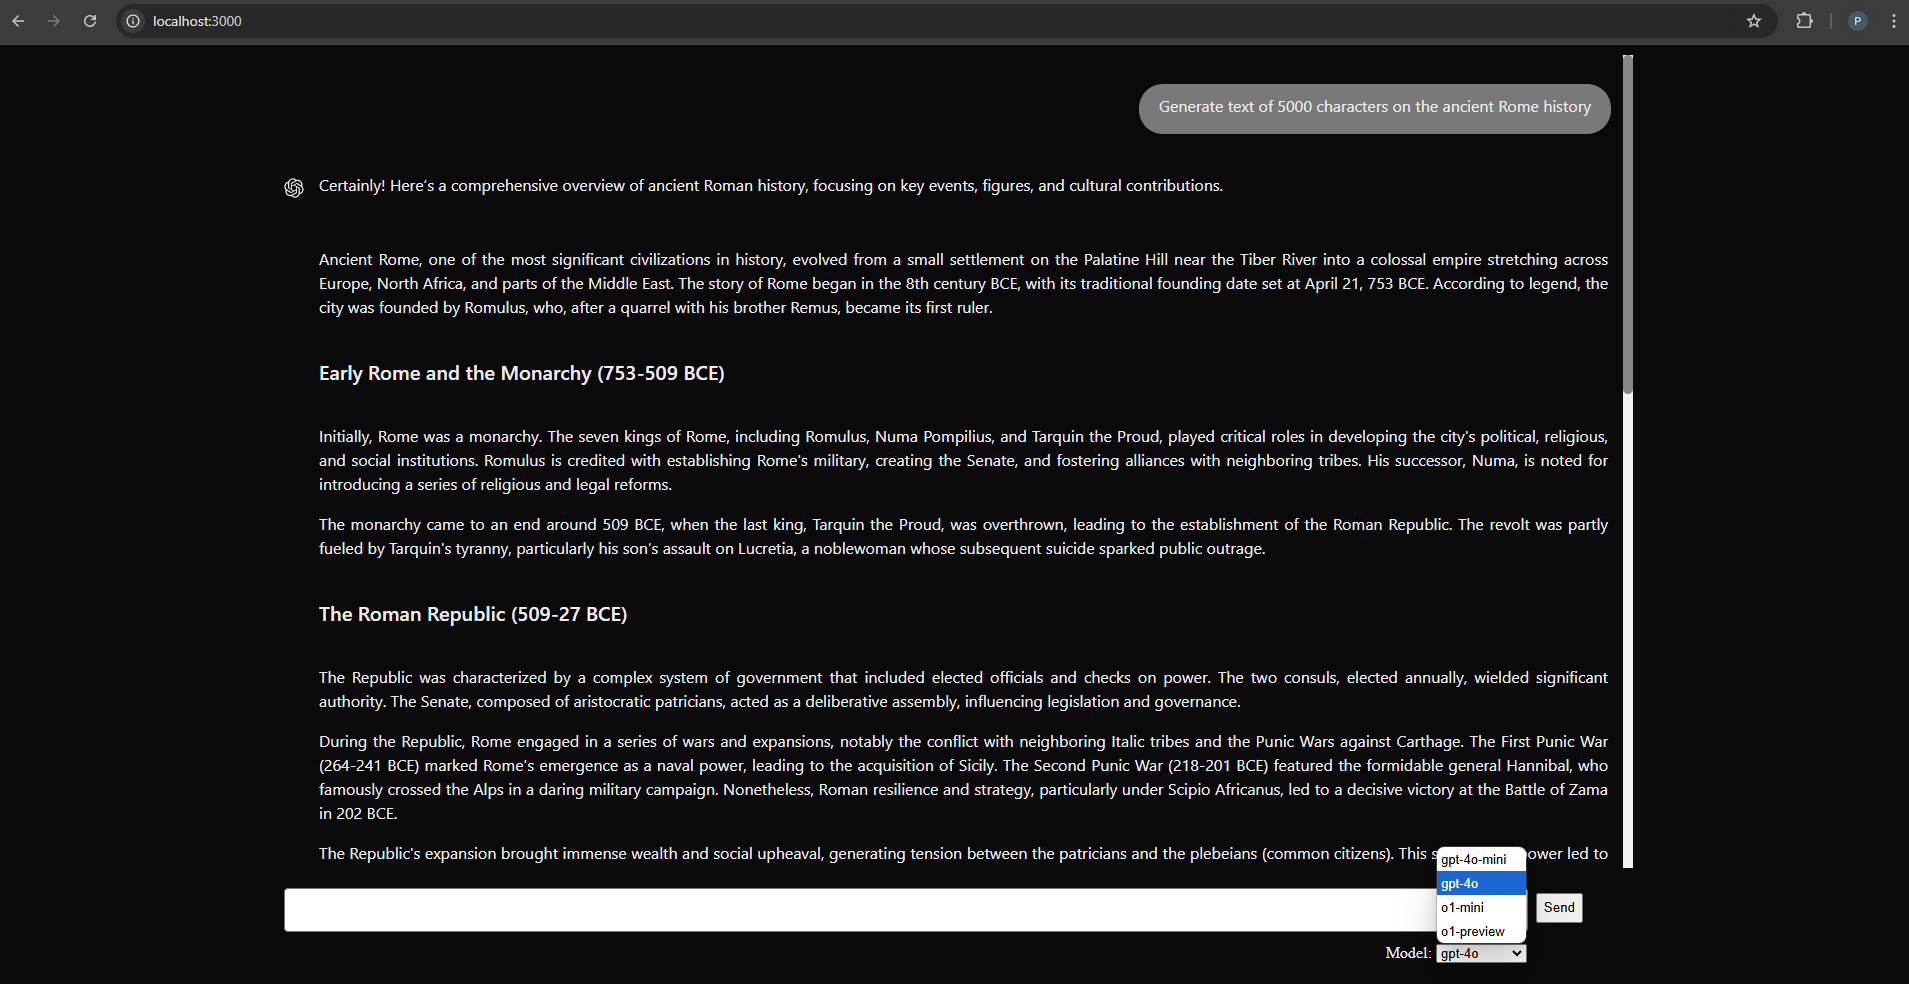 localhost:3000
P
Generate text of 5000 characters on the ancient Rome history
Certainly! Here's a comprehensive overview of ancient Roman history, focusing on key events, figures, and cultural contributions.
Ancient Rome, one of the most significant civilizations in history, evolved from a small settlement on the Palatine Hill near the Tiber River into a colossal empire stretching across
Europe, North Africa, and parts of the Middle East. The story of Rome began in the 8th century BCE, with its traditional founding date set at April 21, 753 BCE. According to legend, the
city was founded by Romulus, who, after a quarrel with his brother Remus, became its first ruler.
Early Rome and the Monarchy (753-509 BCE)
Initially, Rome was a monarchy. The seven kings of Rome, including Romulus, Numa Pompilius, and Tarquin the Proud, played critical roles in developing the city's political, religious,
and social institutions. Romulus is credited with establishing Rome's military, creating the Senate, and fostering alliances with neighboring tribes. His successor, Numa, is noted for
introducing a series of religious and legal reforms.
The monarchy came to an end around 509 BCE, when the last king, Tarquin the Proud, was overthrown, leading to the establishment of the Roman Republic. The revolt was partly
fueled by Tarquin's tyranny, particularly his son's assault on Lucretia, a noblewoman whose subsequent suicide sparked public outrage.
The Roman Republic (509-27 BCE)
The Republic was characterized by a complex system of government that included elected officials and checks on power. The two consuls, elected annually, wielded significant
authority. The Senate, composed of aristocratic patricians, acted as a deliberative assembly, influencing legislation and governance.
During the Republic, Rome engaged in a series of wars and expansions, notably the conflict with neighboring Italic tribes and the Punic Wars against Carthage. The First Punic War
(264-241 BCE) marked Rome's emergence as a naval power, leading to the acquisition of Sicily. The Second Punic War (218-201 BCE) featured the formidable general Hannibal, who
famously crossed the Alps in a daring military campaign. Nonetheless, Roman resilience and strategy, particularly under Scipio Africanus, led to a decisive victory at the Battle of Zama
in 202 BCE.
The Republic's expansion brought immense wealth and social upheaval, generating tension between the patricians and the plebeians (common citizens). This led to
gpt-4o-mini
gpt-4o
o1-mini
o1-preview
Send
Model: gpt-4o